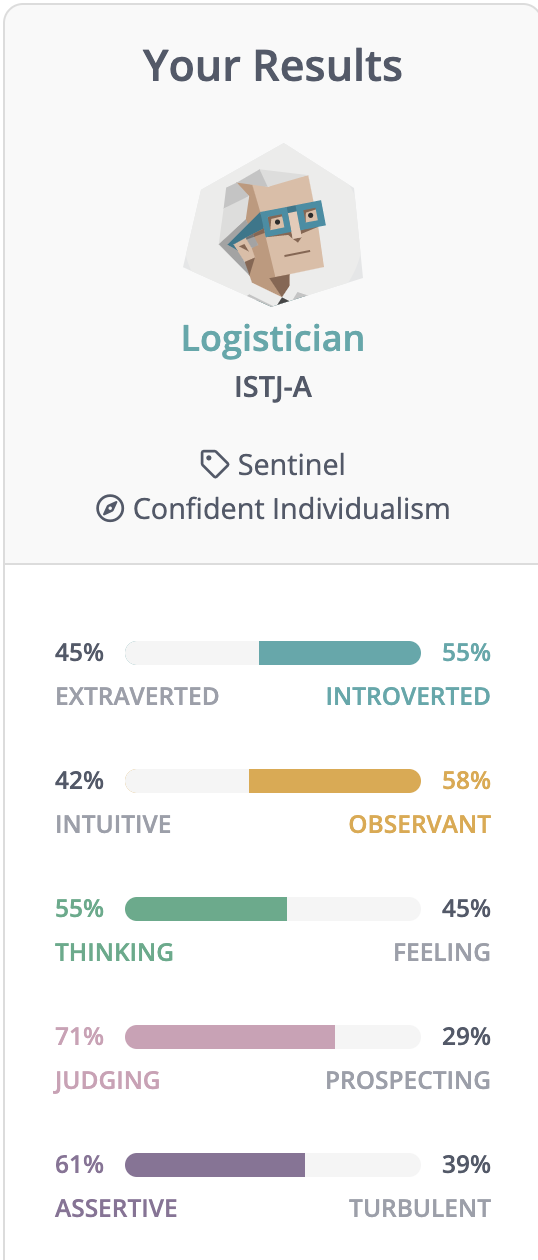 Your Results
Logistician
ISTJ-A
Sentinel
Confident Individualism
45% 55%
EXTRAVERTED INTROVERTED
42% 58%
INTUITIVE OBSERVANT
55% 45%
THINKING FEELING
71% 29%
JUDGING PROSPECTING
61% 39%
ASSERTIVE TURBULENT